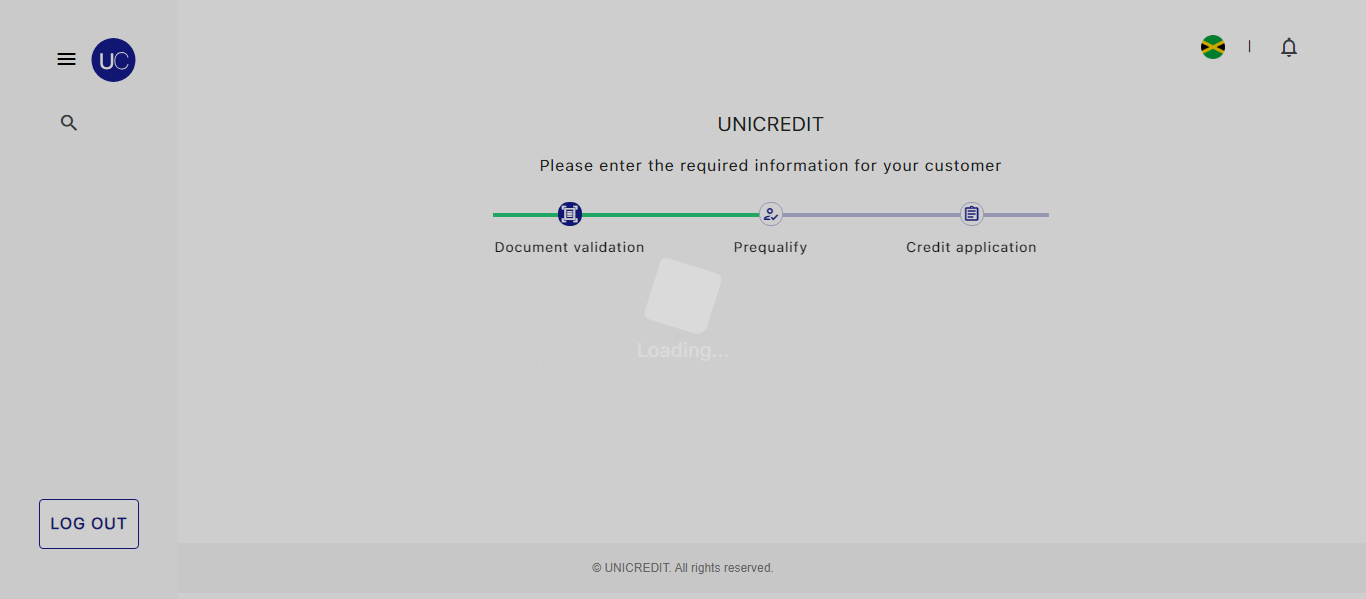 UC
UNICREDIT
Please enter the required information for your customer
Document validation
Prequalify
Credit application
Loading...
LOG OUT
© UNICREDIT. All rights reserved.